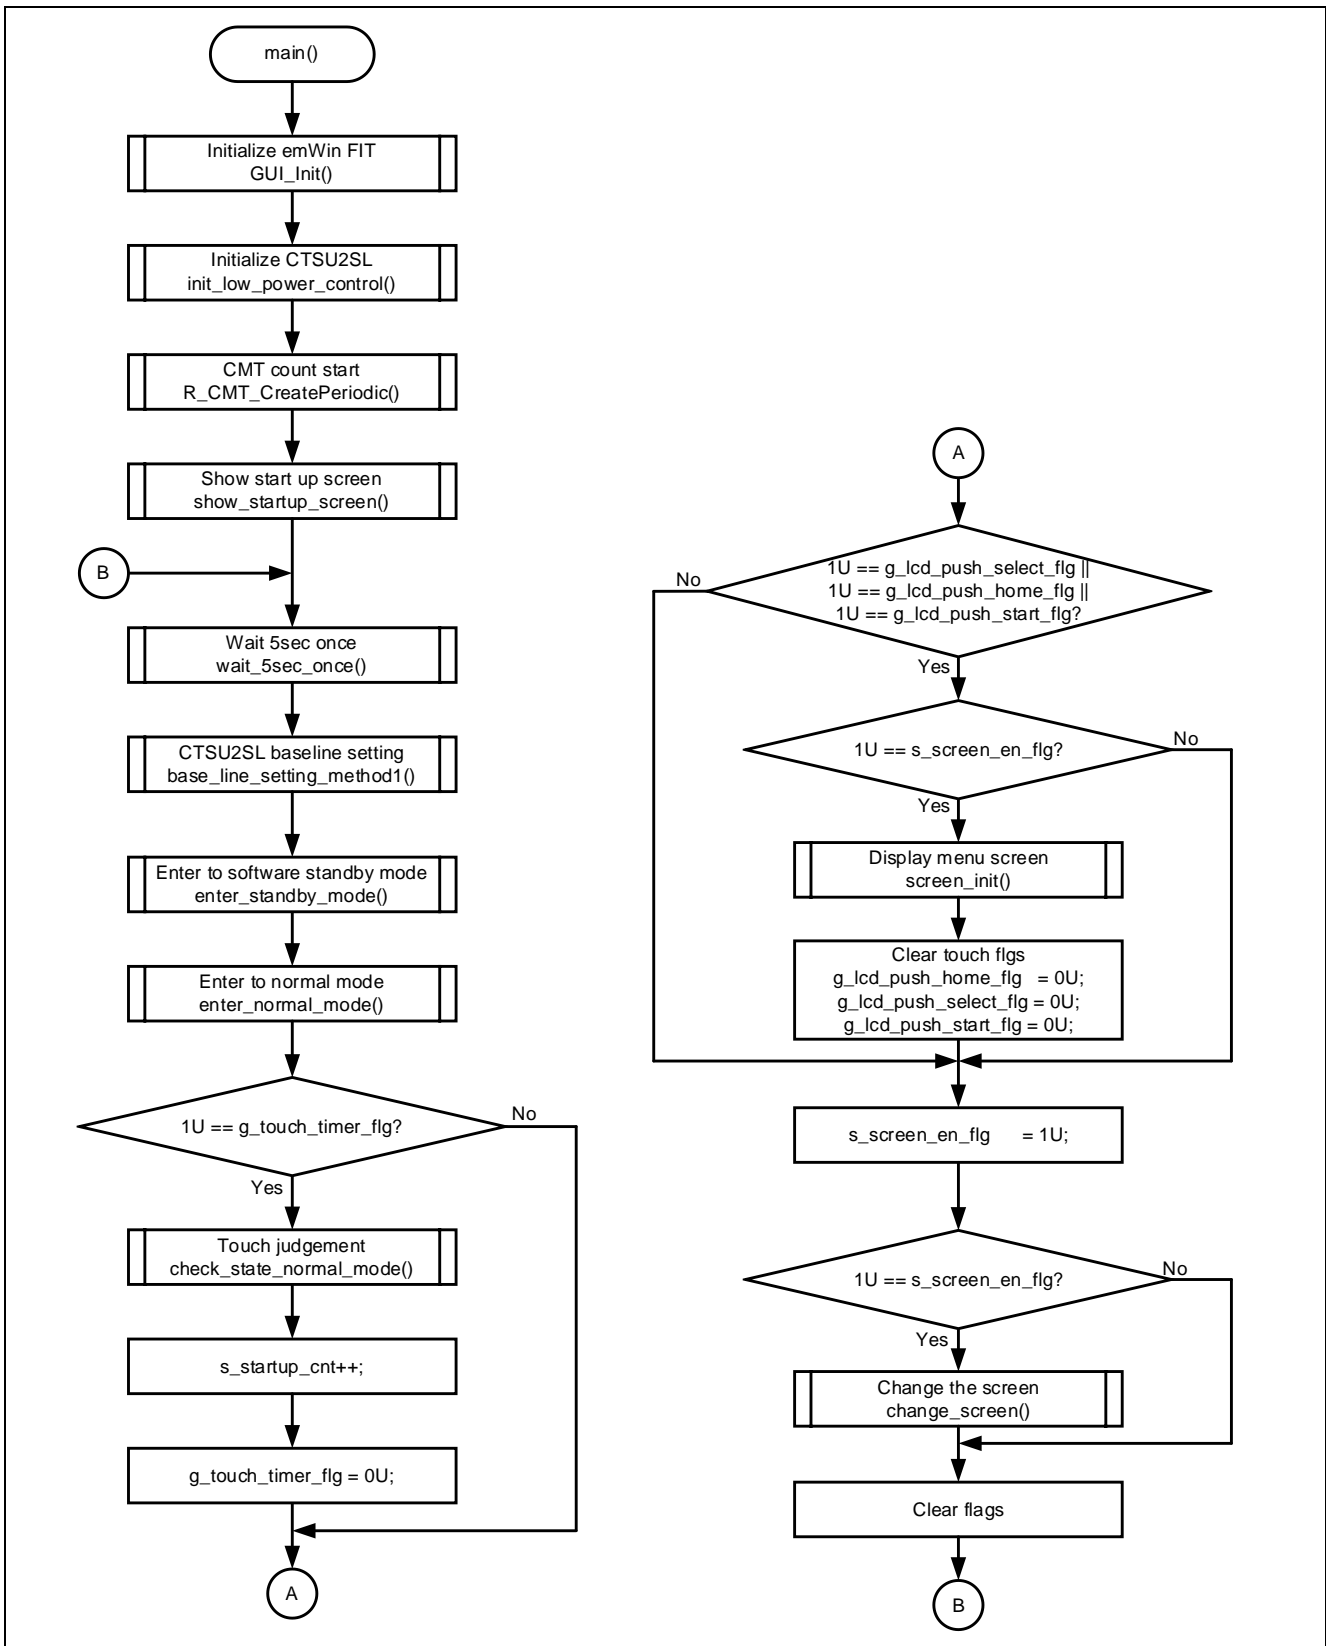 main()
Initialize emWin FIT
GUI_Init()
Initialize CTSU2SL
init_low_power_control()
CMT count start
R_CMT_CreatePeriodic()
Show start up screen
show_startup_screen()
B
Wait 5sec once
wait_5sec_once()
CTSU2SL baseline setting
base_line_setting_method1()
Enter to software standby mode
enter_standby_mode()
Enter to normal mode
enter_normal_mode()
1U == g_touch_timer_flg?
No
Yes
Touch judgement
check_state_normal_mode()
s_startup_cnt++;
g_touch_timer_flg = 0U;
A
A
1U == g_lcd_push_select_flg ||
1U == g_lcd_push_home_flg ||
1U == g_lcd_push_start_flg?
No
Yes
1U == s_screen_en_flg?
No
Yes
Display menu screen
screen_init()
Clear touch flgs
g_lcd_push_home_flg = 0U;
g_lcd_push_select_flg = 0U;
g_lcd_push_start_flg = 0U;
s_screen_en_flg = 1U;
1U == s_screen_en_flg?
No
Yes
Change the screen
change_screen()
Clear flags
B